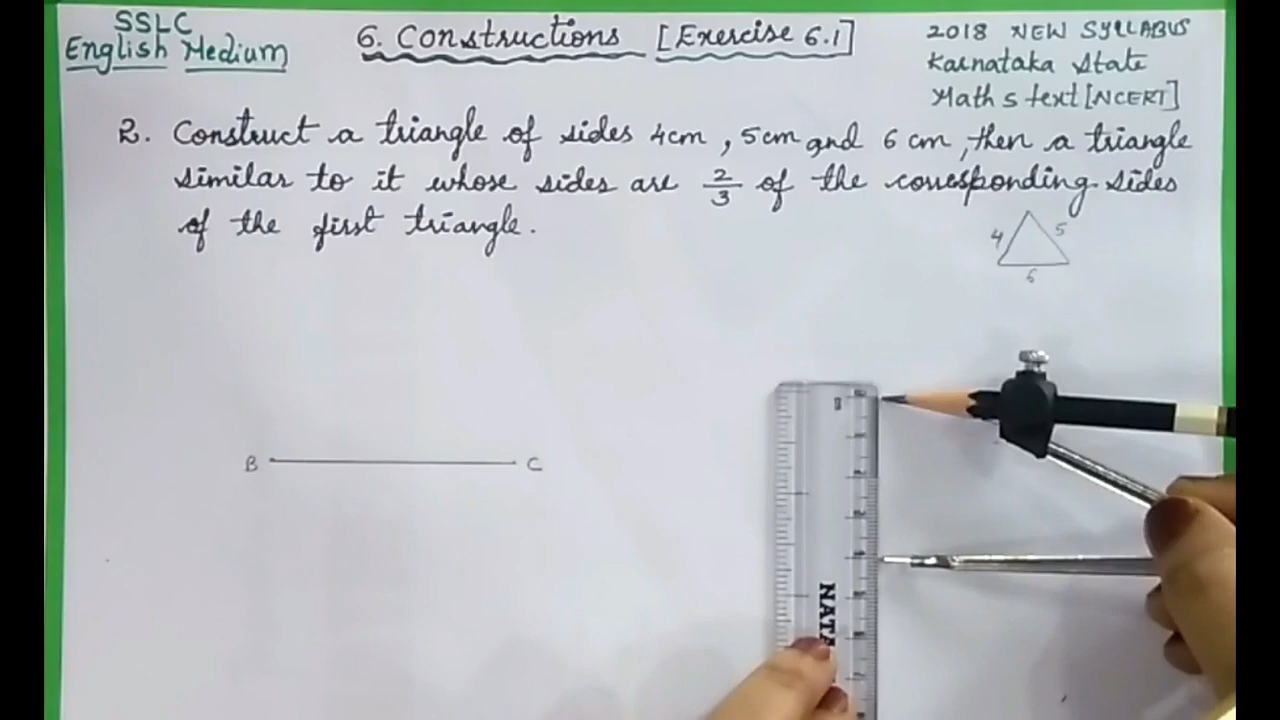 SSLC
English Medium
6. Constructions [Exercise 6.1]
2018 NEW SYLLABUS
Karnataka State
Maths text [NCERT]
2. Construct a triangle of sides 4cm, 5cm and 6 cm, then a triangle
similar to it whose sides are 2/3 of the corresponding sides
of the first triangle.
4
5
6
B
C